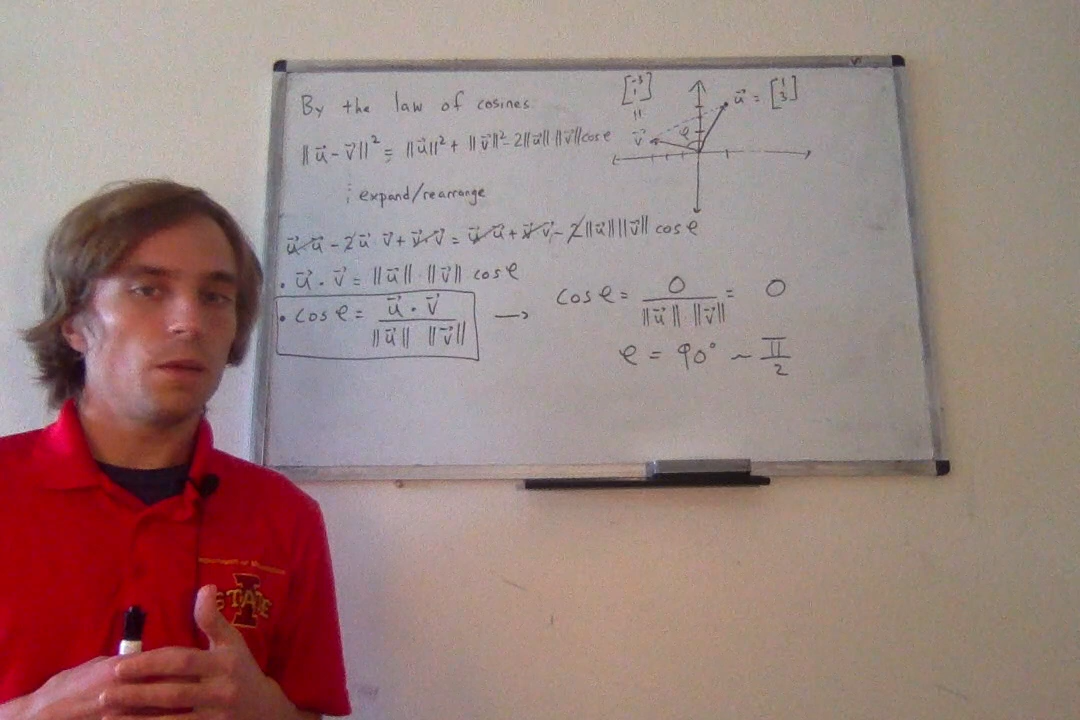 By the law of cosines
‖u⃗ - v⃗‖² = ‖u⃗‖² + ‖v⃗‖² - 2‖u⃗‖ ‖v⃗‖ cos θ
⋮ expand/rearrange
u⃗·u⃗ - 2u⃗·v⃗ + v⃗·v⃗ = u⃗·u⃗ + v⃗·v⃗ - 2‖u⃗‖ ‖v⃗‖ cos θ
• u⃗ · v⃗ = ‖u⃗‖ · ‖v⃗‖ cos θ
• cos θ = (u⃗ · v⃗) / (‖u⃗‖ ‖v⃗‖) →
cos θ = 0 / (‖u⃗‖ · ‖v⃗‖) = 0
θ = 90° ~ π/2
[-3 1]
=
v⃗
θ
u⃗ = [1 3]
STATE